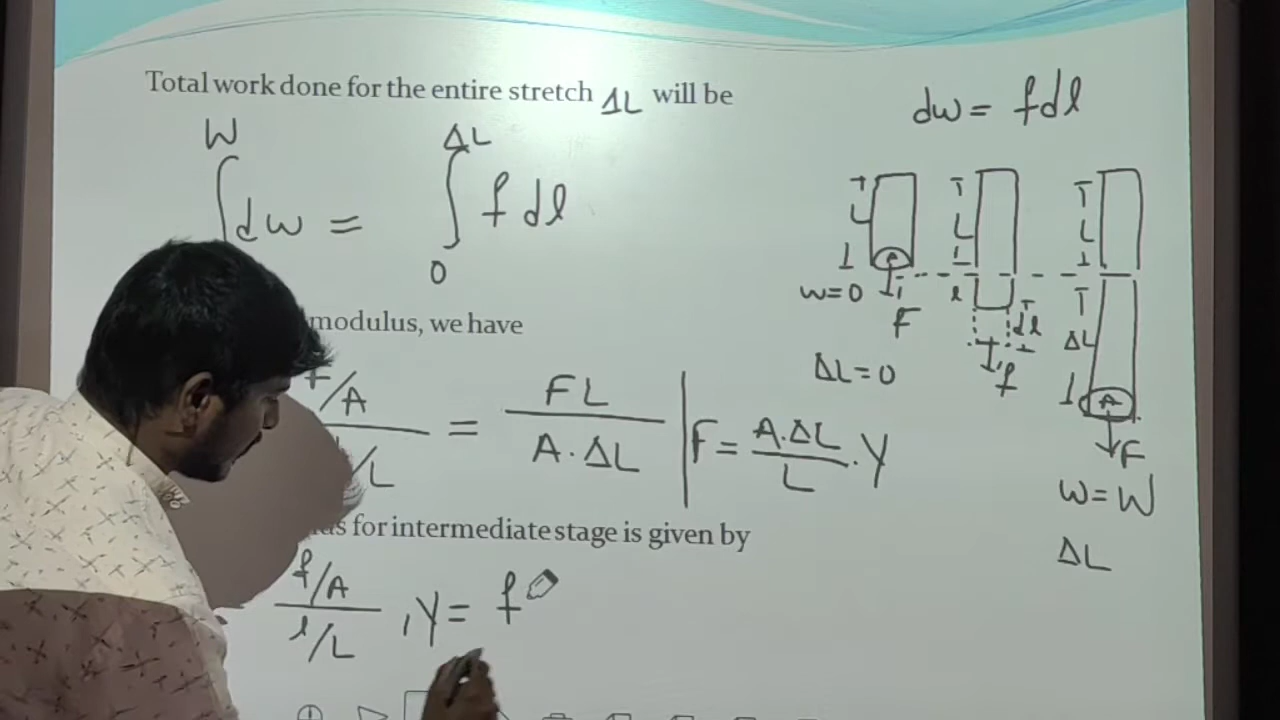 Total work done for the entire stretch ΔL will be
dw = fdl
W ΔL
∫dw = ∫ f dl
0
L L L
A
w=0 l dl ΔL
F
ΔL=0 f A
F
modulus, we have
F/A = FL F = A.ΔL .Y
/L A.ΔL L
w=W
for intermediate stage is given by
ΔL
f/A , Y = f
l/L